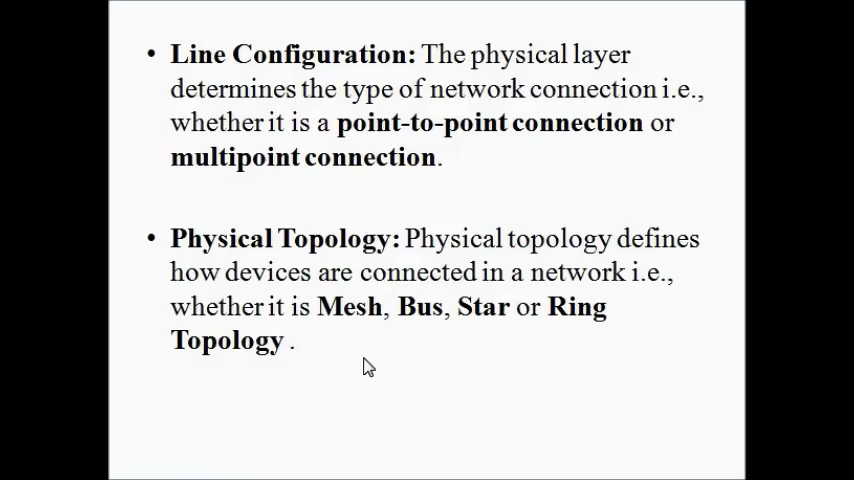 • Line Configuration: The physical layer
determines the type of network connection i.e.,
whether it is a point-to-point connection or
multipoint connection.
• Physical Topology: Physical topology defines
how devices are connected in a network i.e.,
whether it is Mesh, Bus, Star or Ring
Topology .